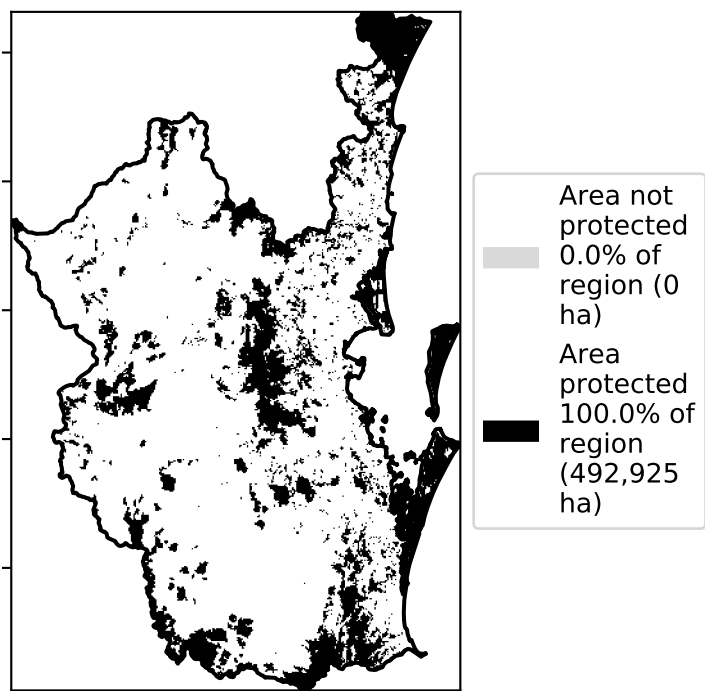 Area not
protected
0.0% of
region (0
ha)
Area
protected
100.0% of
region
(492,925
ha)